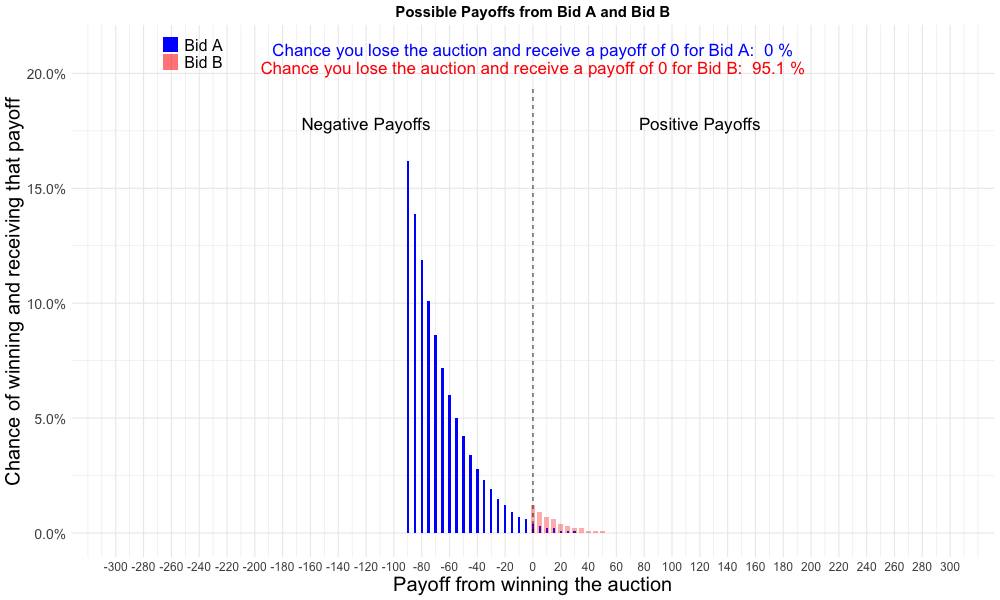 Possible Payoffs from Bid A and Bid B
Bid A
Bid B
Chance you lose the auction and receive a payoff of 0 for Bid A:  0 %
Chance you lose the auction and receive a payoff of 0 for Bid B:  95.1 %
Negative Payoffs
Positive Payoffs
Chance of winning and receiving that payoff
20.0%
15.0%
10.0%
5.0%
0.0%
-300 -280 -260 -240 -220 -200 -180 -160 -140 -120 -100 -80 -60 -40 -20 0 20 40 60 80 100 120 140 160 180 200 220 240 260 280 300
Payoff from winning the auction